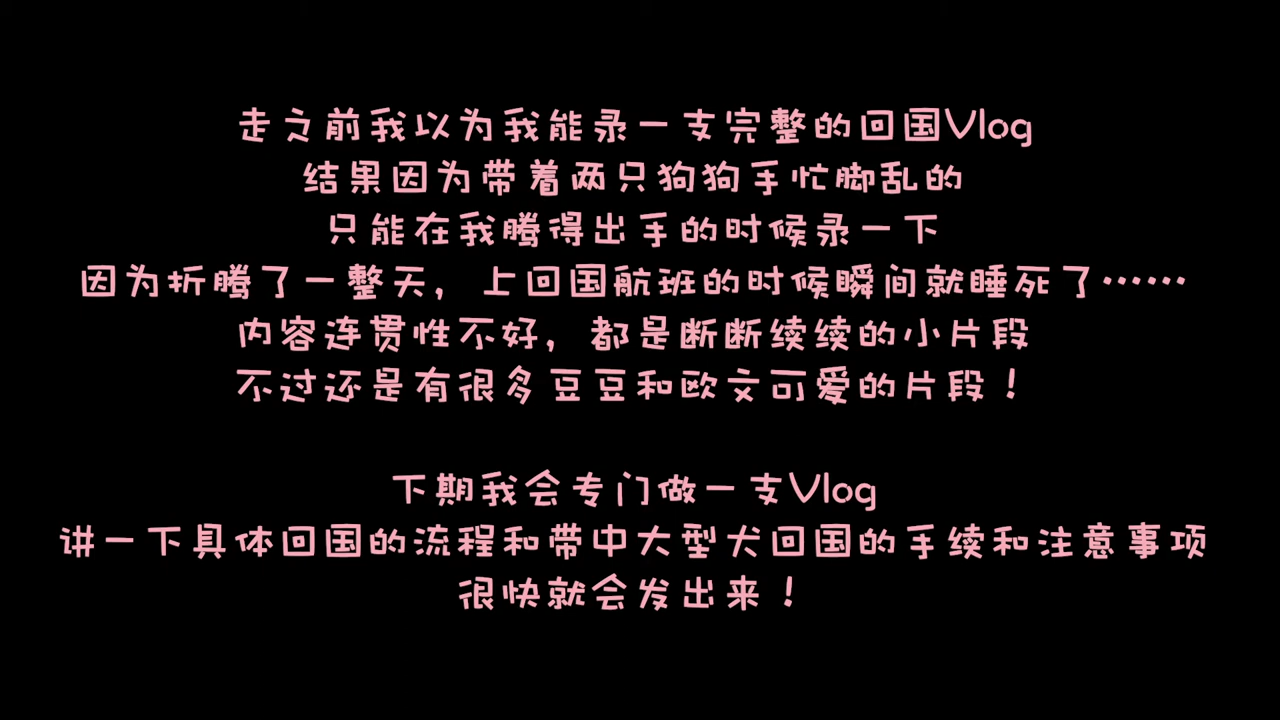 走之前我以为我能录一支完整的回国Vlog
结果因为带着两只狗狗手忙脚乱的
只能在我腾得出手的时候录一下
因为折腾了一整天，上回国航班的时候瞬间就睡死了……
内容连贯性不好，都是断断续续的小片段
不过还是有很多豆豆和欧文可爱的片段！
下期我会专门做一支Vlog
讲一下具体回国的流程和带中大型犬回国的手续和注意事项
很快就会发出来！